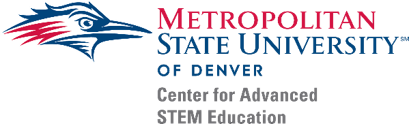 METROPOLITAN
STATE UNIVERSITY℠
OF DENVER
Center for Advanced
STEM Education